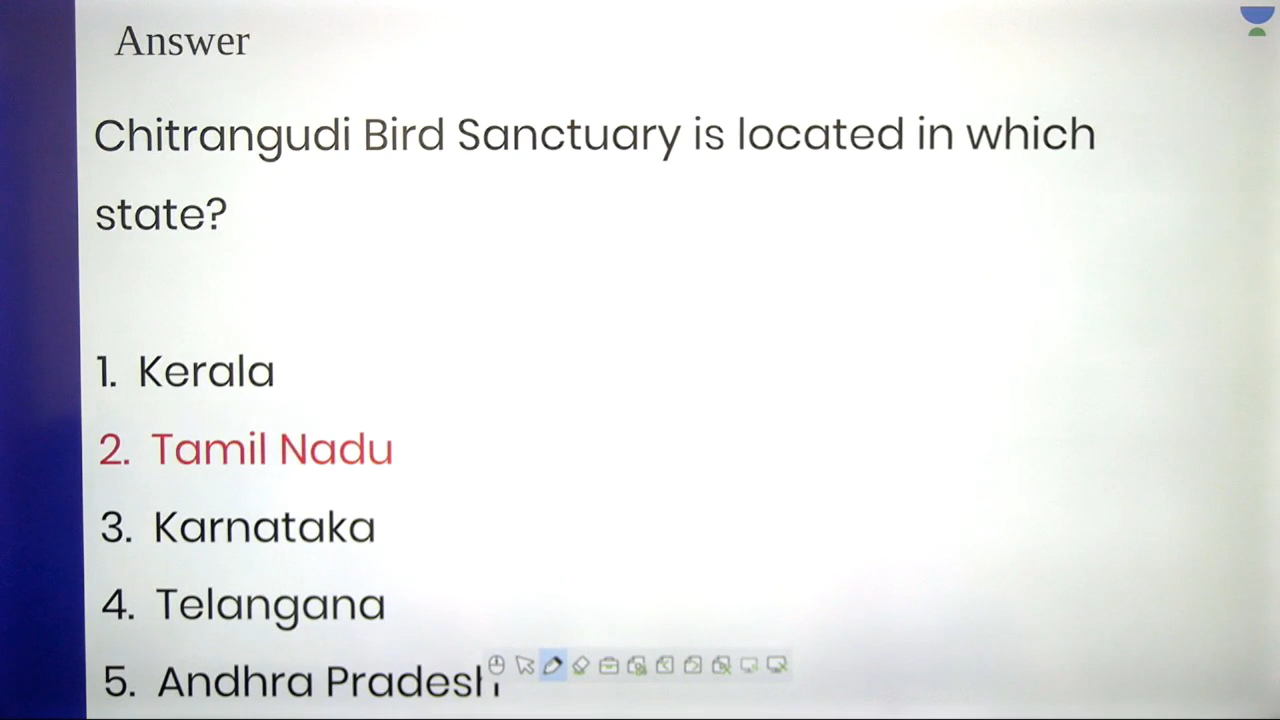 Answer
Chitrangudi Bird Sanctuary is located in which
state?
1. Kerala
2. Tamil Nadu
3. Karnataka
4. Telangana
5. Andhra Pradesh